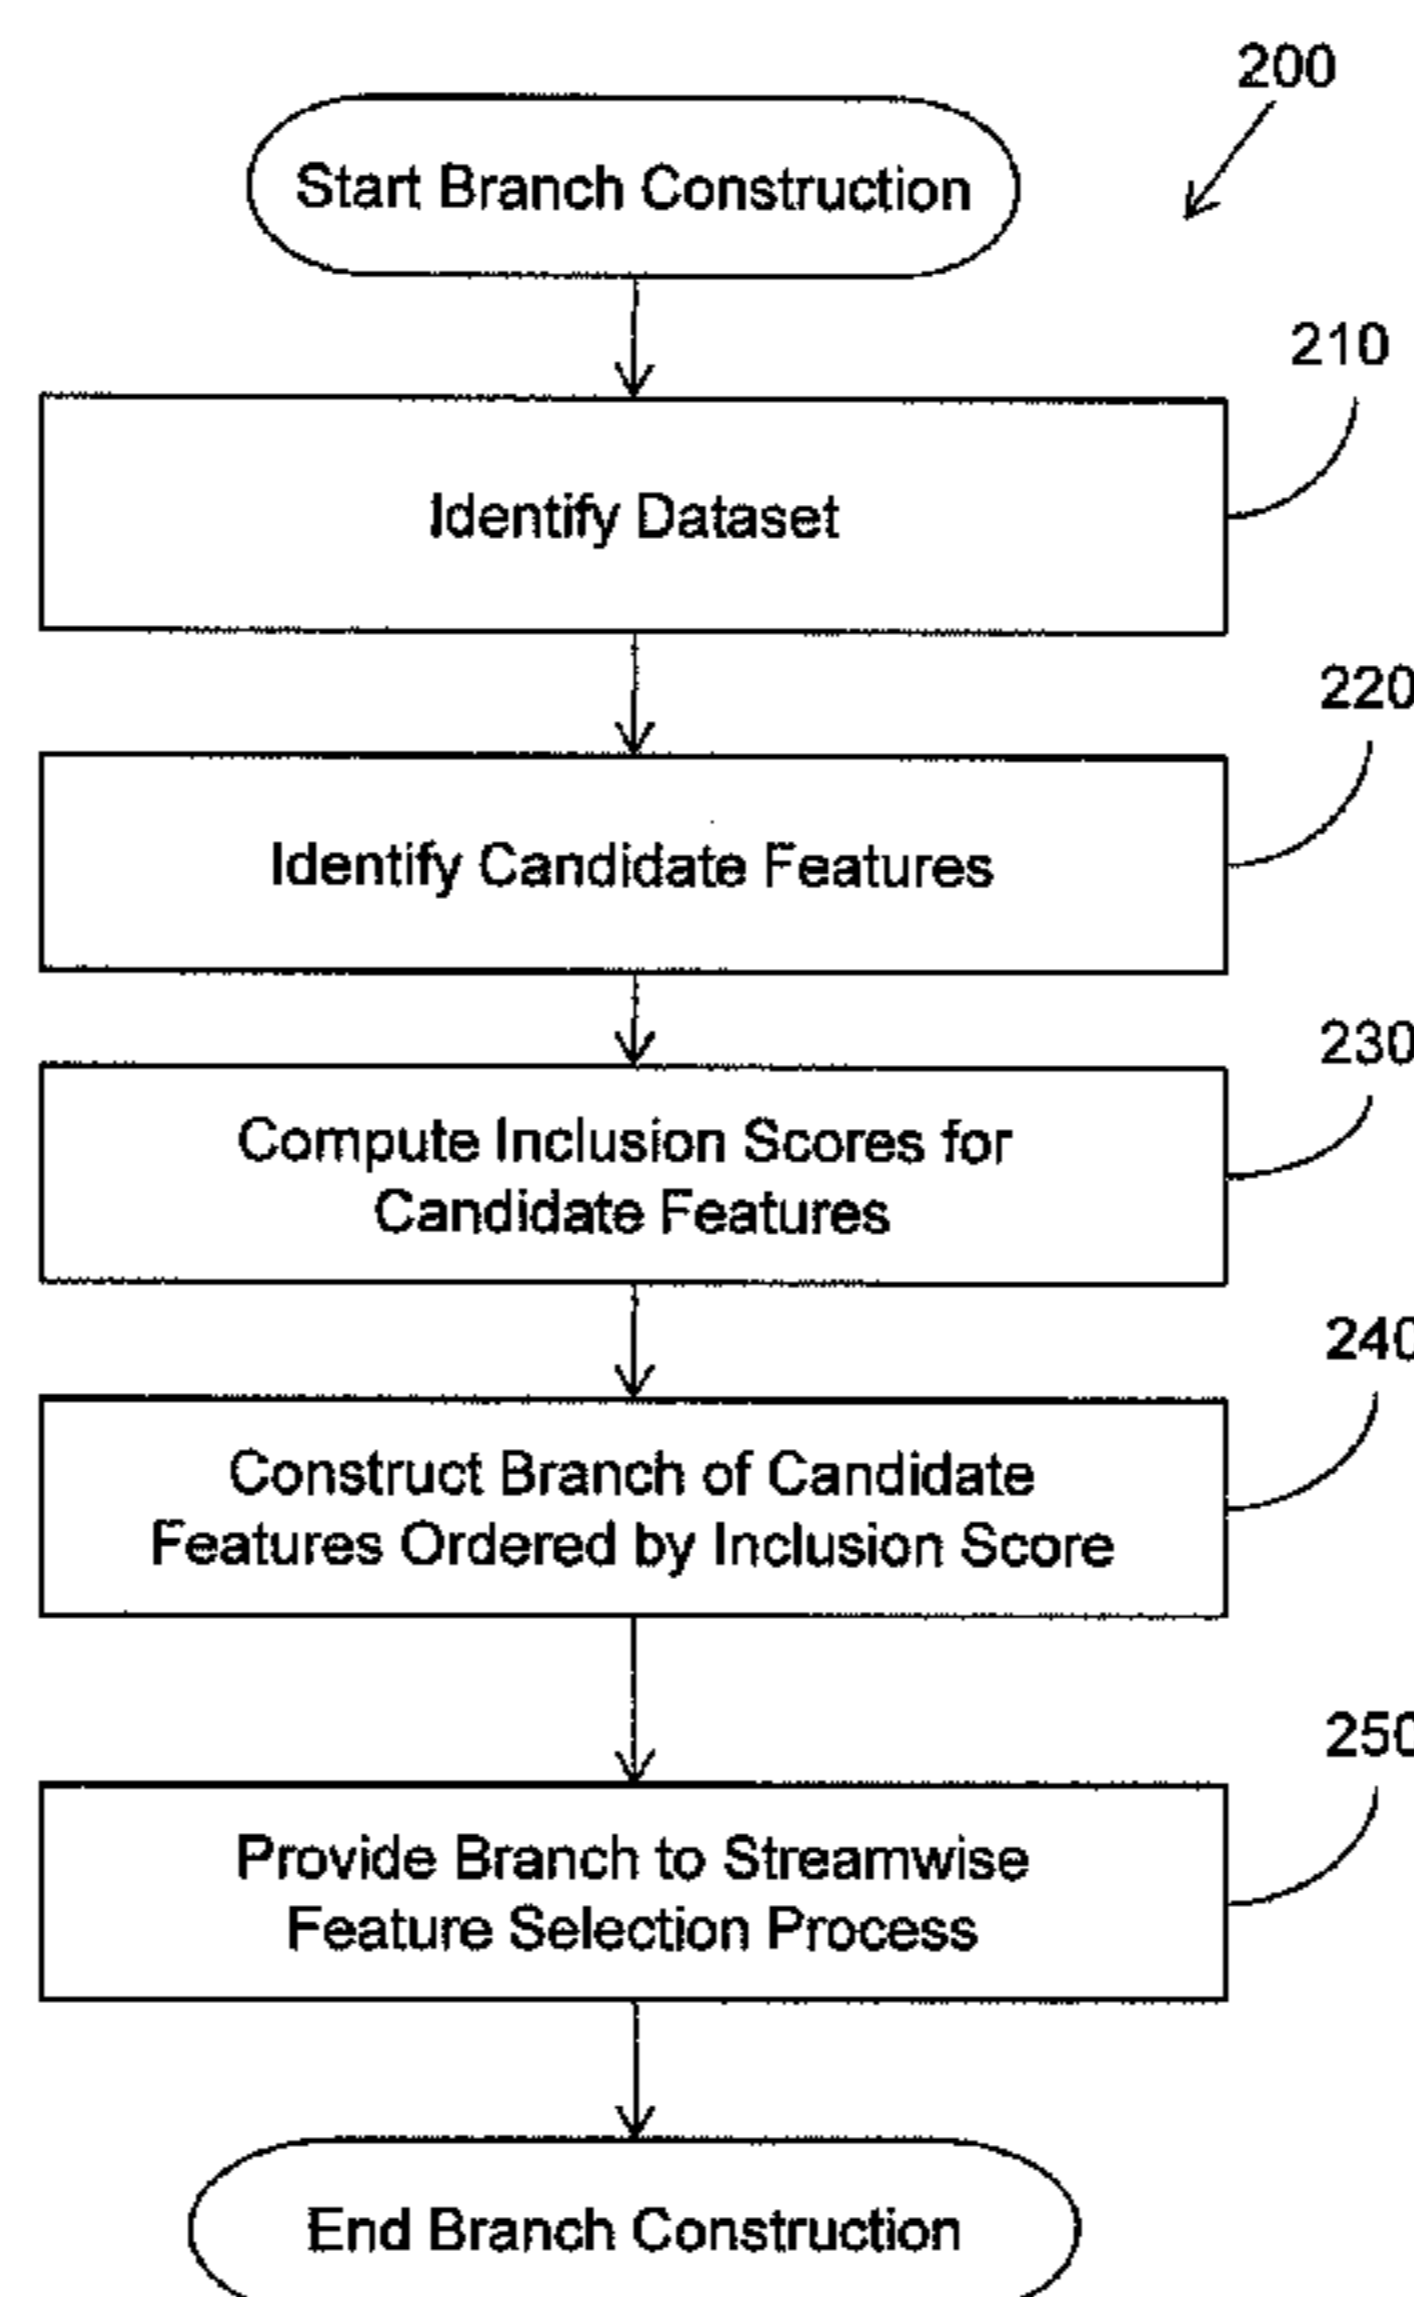 200
Start Branch Construction
210
Identify Dataset
220
Identify Candidate Features
230
Compute Inclusion Scores for
Candidate Features
240
Construct Branch of Candidate
Features Ordered by Inclusion Score
250
Provide Branch to Streamwise
Feature Selection Process
End Branch Construction